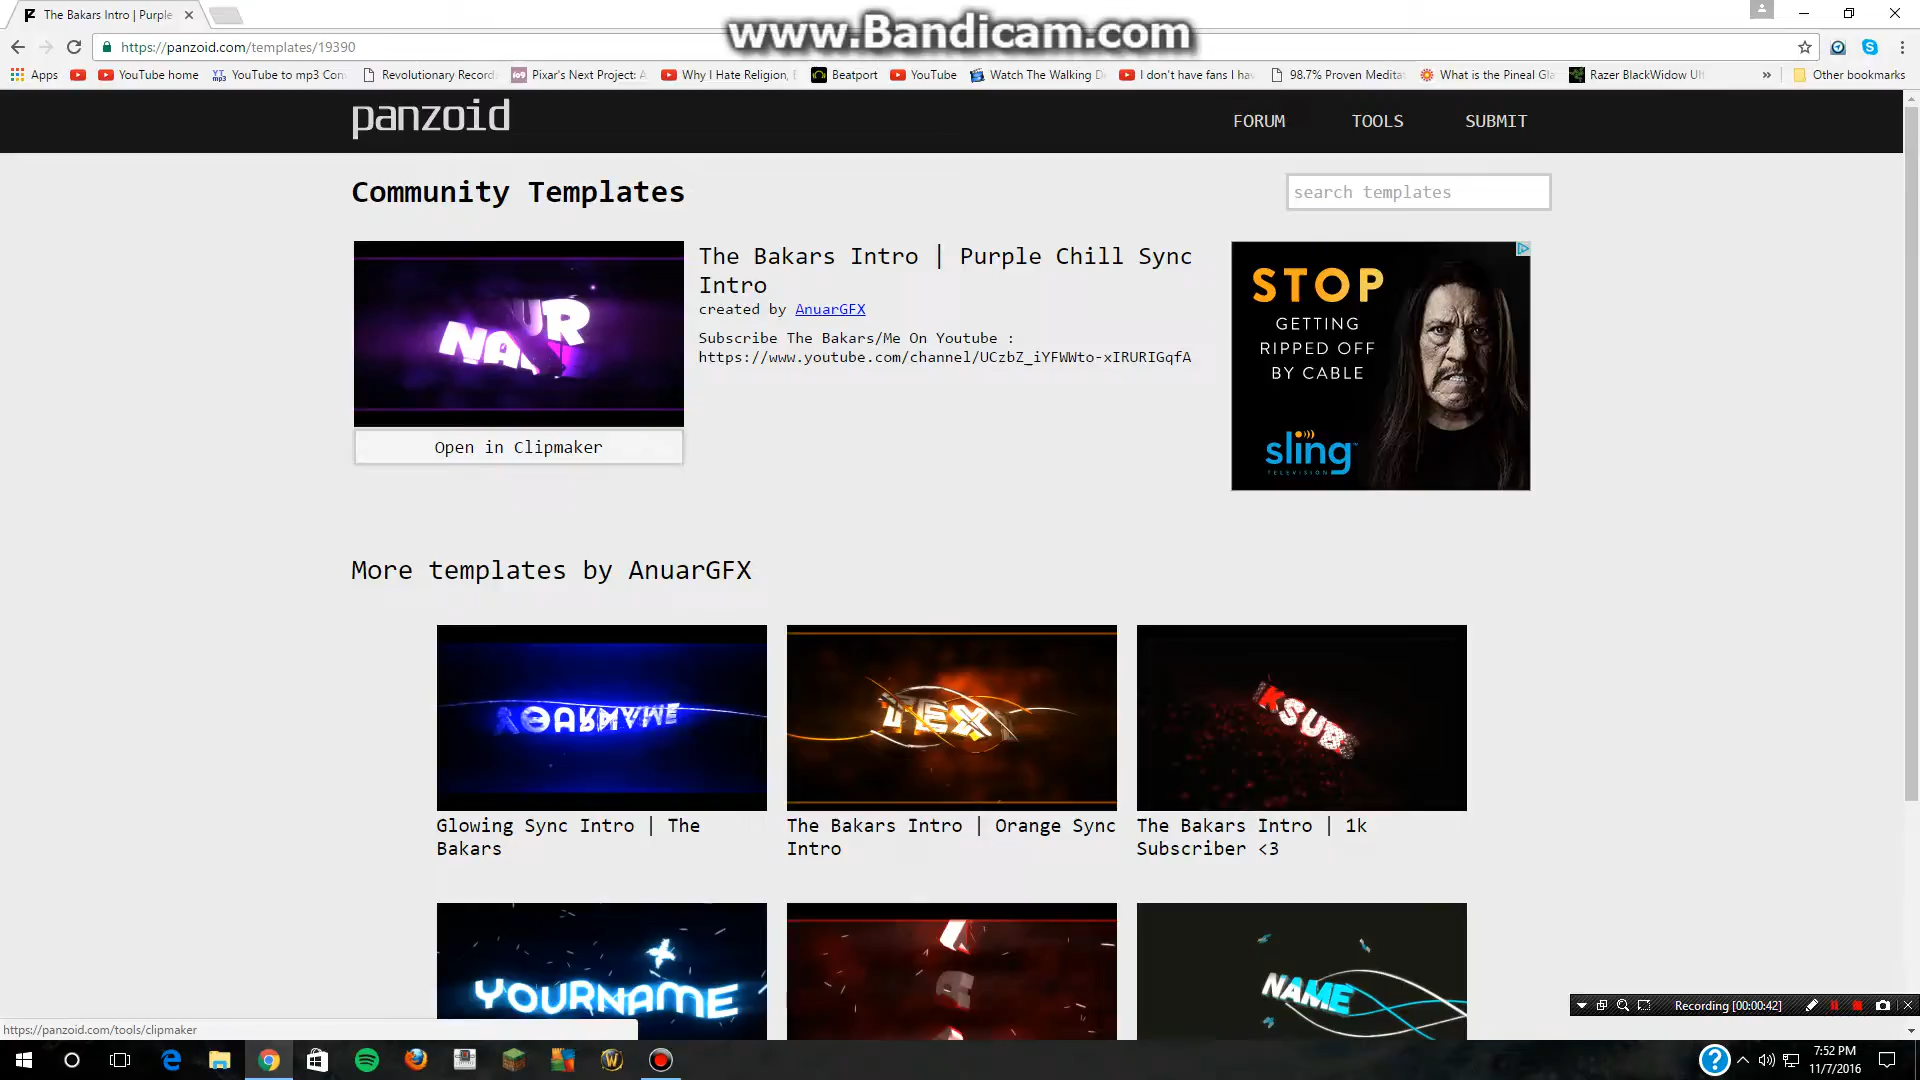 The Bakars Intro | Purple
www.Bandicam.com
https://panzoid.com/templates/19390
Apps
YouTube home
YouTube to mp3 Con
Revolutionary Record
Pixar's Next Project: A
Why I Hate Religion,
Beatport
YouTube
Watch The Walking D
I don't have fans I ha
98.7% Proven Medita
What is the Pineal Gla
Razer BlackWidow Ul
»
Other bookmarks
panzoid
FORUM
TOOLS
SUBMIT
Community Templates
search templates
The Bakars Intro | Purple Chill Sync
Intro
created by AnuarGFX
Subscribe The Bakars/Me On Youtube :
https://www.youtube.com/channel/UCzbZ_iYFWWto-xIRURIGqfA
Open in Clipmaker
STOP
GETTING
RIPPED OFF
BY CABLE
sling
TELEVISION
More templates by AnuarGFX
YOURNAME
TEX
KSUB
Glowing Sync Intro | The
Bakars
The Bakars Intro | Orange Sync
Intro
The Bakars Intro | 1k
Subscriber <3
YOURNAME
NAME
Recording [00:00:42]
https://panzoid.com/tools/clipmaker
7:52 PM
11/7/2016